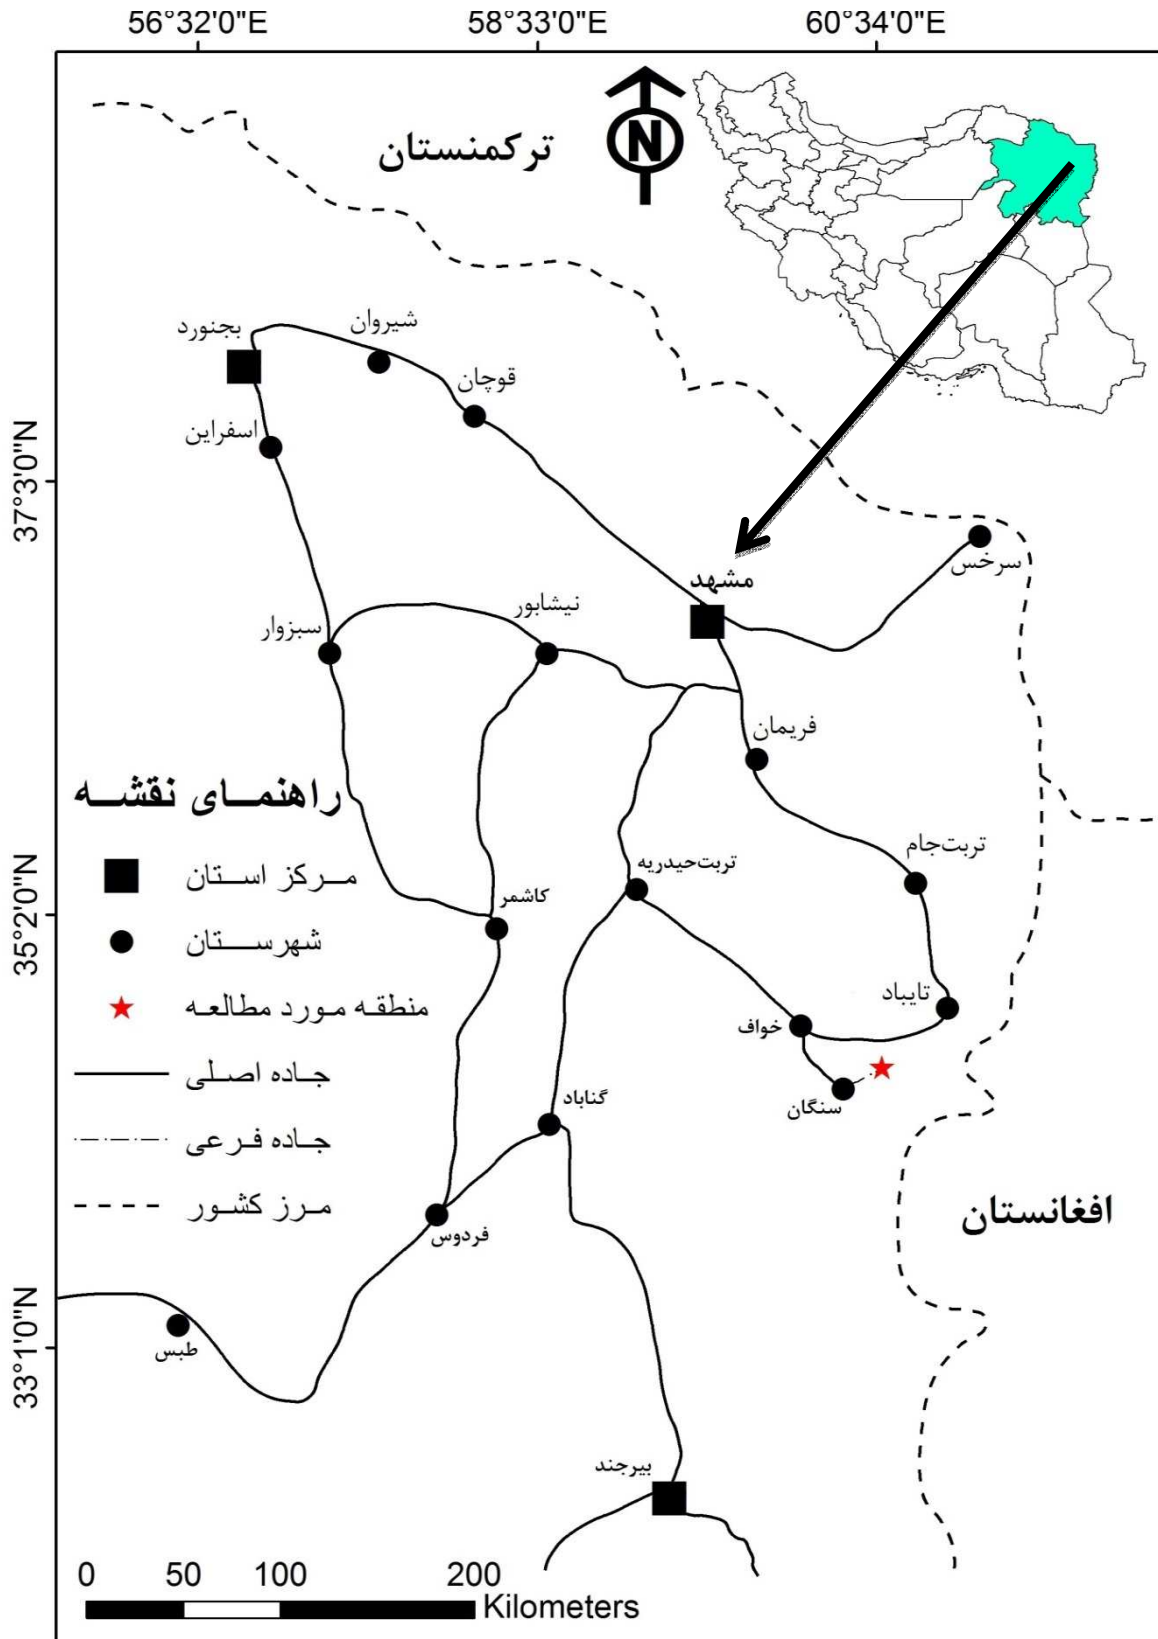 56°32'0"E
58°33'0"E
60°34'0"E
ترکمنستان
N
بجنورد
شیروان
قوچان
اسفراین
37°3'0"N
سرخس
مشهد
نیشابور
سبزوار
فریمان
راهنمای نقشه
تربت‌جام
تربت‌حیدریه
مرکز استان
کاشمر
35°2'0"N
شهرستان
تایباد
منطقه مورد مطالعه
خواف
جاده اصلی
سنگان
گناباد
جاده فرعی
مرز کشور
افغانستان
فردوس
33°1'0"N
طبس
بیرجند
0 50 100 200
Kilometers